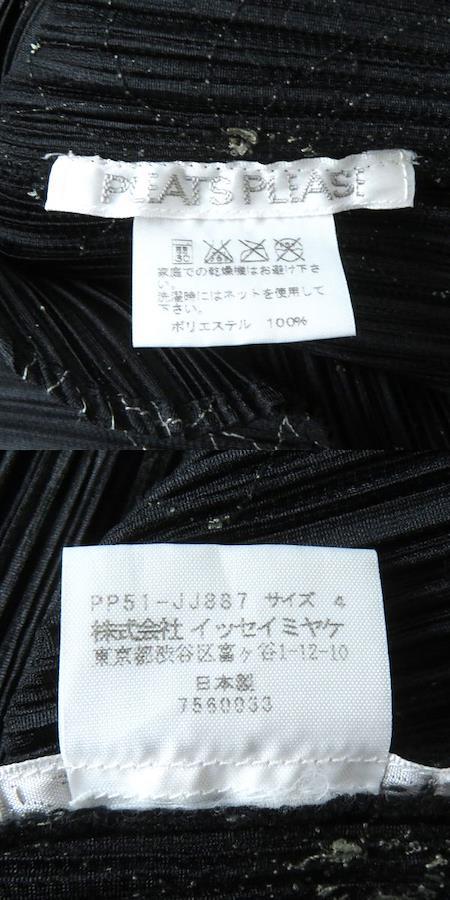 PLEATS PLEASE
家庭での乾燥機はお避け下さ
い。
洗濯時にはネットを使用して
下さい。
ポリエステル 100%
PP51-JJ887 サイズ 4
株式会社 イッセイミヤケ
東京都渋谷区富ヶ谷1-12-10
日本製
7560033